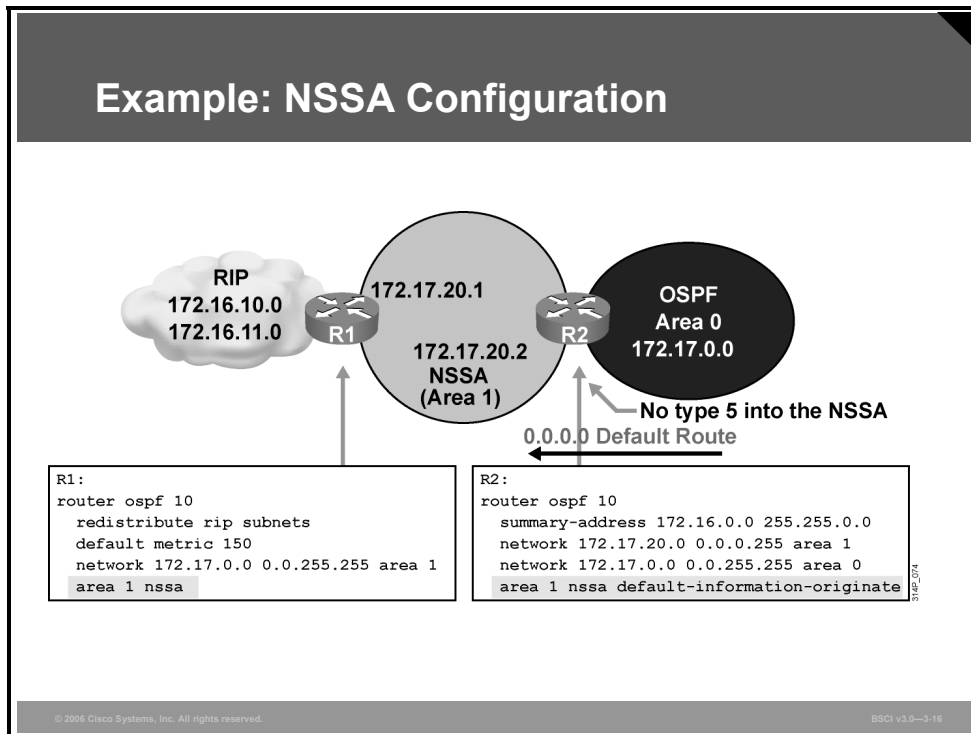 Example: NSSA Configuration
RIP
172.16.10.0
172.16.11.0
R1
172.17.20.1
172.17.20.2
NSSA
(Area 1)
R2
OSPF
Area 0
172.17.0.0
No type 5 into the NSSA
0.0.0.0 Default Route
R1:
router ospf 10
redistribute rip subnets
default metric 150
network 172.17.0.0 0.0.255.255 area 1
area 1 nssa
R2:
router ospf 10
summary-address 172.16.0.0 255.255.0.0
network 172.17.20.0 0.0.0.255 area 1
network 172.17.0.0 0.0.255.255 area 0
area 1 nssa default-information-originate
314P_074
© 2006 Cisco Systems, Inc. All rights reserved.
BSCI v3.0—3-16